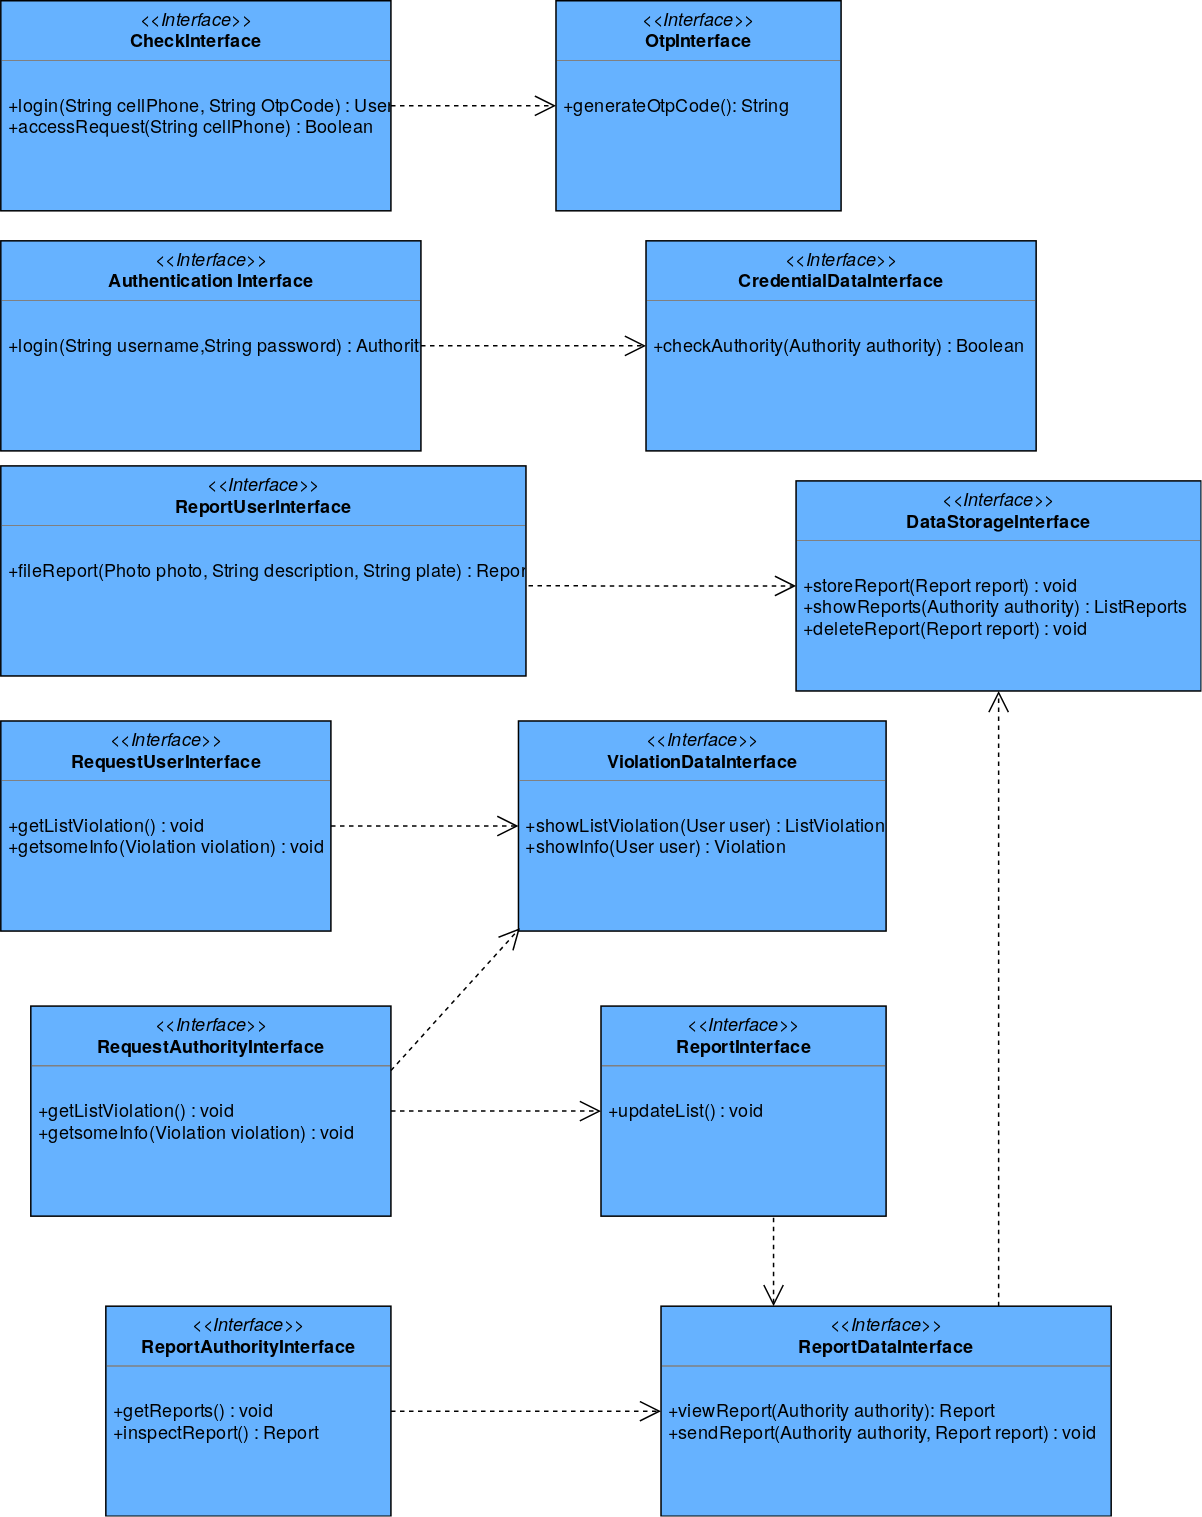 <<Interface>>
CheckInterface
+login(String cellPhone, String OtpCode) : User
+accessRequest(String cellPhone) : Boolean
<<Interface>>
OtpInterface
+generateOtpCode(): String
<<Interface>>
Authentication Interface
+login(String username,String password) : Authorit
<<Interface>>
CredentialDataInterface
+checkAuthority(Authority authority) : Boolean
<<Interface>>
ReportUserInterface
+fileReport(Photo photo, String description, String plate) : Repor
<<Interface>>
DataStorageInterface
+storeReport(Report report) : void
+showReports(Authority authority) : ListReports
+deleteReport(Report report) : void
<<Interface>>
RequestUserInterface
+getListViolation() : void
+getsomeInfo(Violation violation) : void
<<Interface>>
ViolationDataInterface
+showListViolation(User user) : ListViolation
+showInfo(User user) : Violation
<<Interface>>
RequestAuthorityInterface
+getListViolation() : void
+getsomeInfo(Violation violation) : void
<<Interface>>
ReportInterface
+updateList() : void
<<Interface>>
ReportAuthorityInterface
+getReports() : void
+inspectReport() : Report
<<Interface>>
ReportDataInterface
+viewReport(Authority authority): Report
+sendReport(Authority authority, Report report) : void